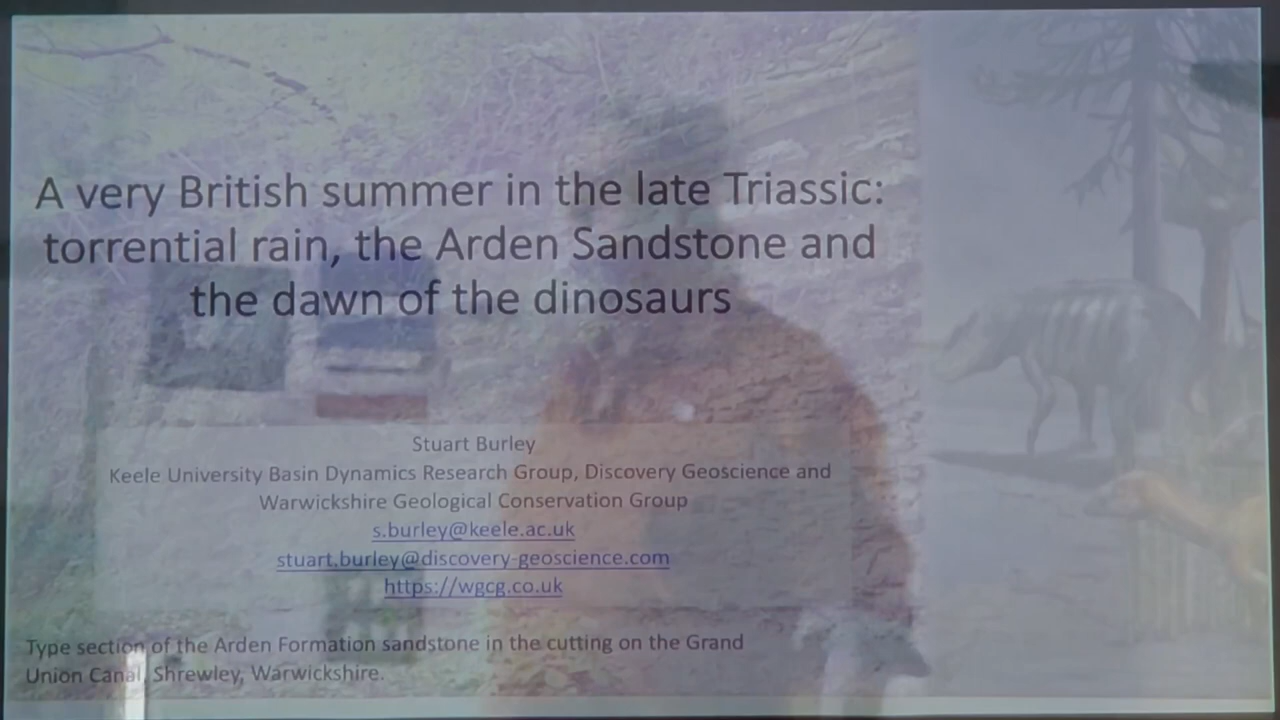 A very British summer in the late Triassic:
torrential rain, the Arden Sandstone and
the dawn of the dinosaurs
Stuart Burley
Keele University Basin Dynamics Research Group, Discovery Geoscience and
Warwickshire Geological Conservation Group
s.burley@keele.ac.uk
stuart.burley@discovery-geoscience.com
https://wgcg.co.uk
Type section of the Arden Formation sandstone in the cutting on the Grand
Union Canal, Shrewley, Warwickshire.